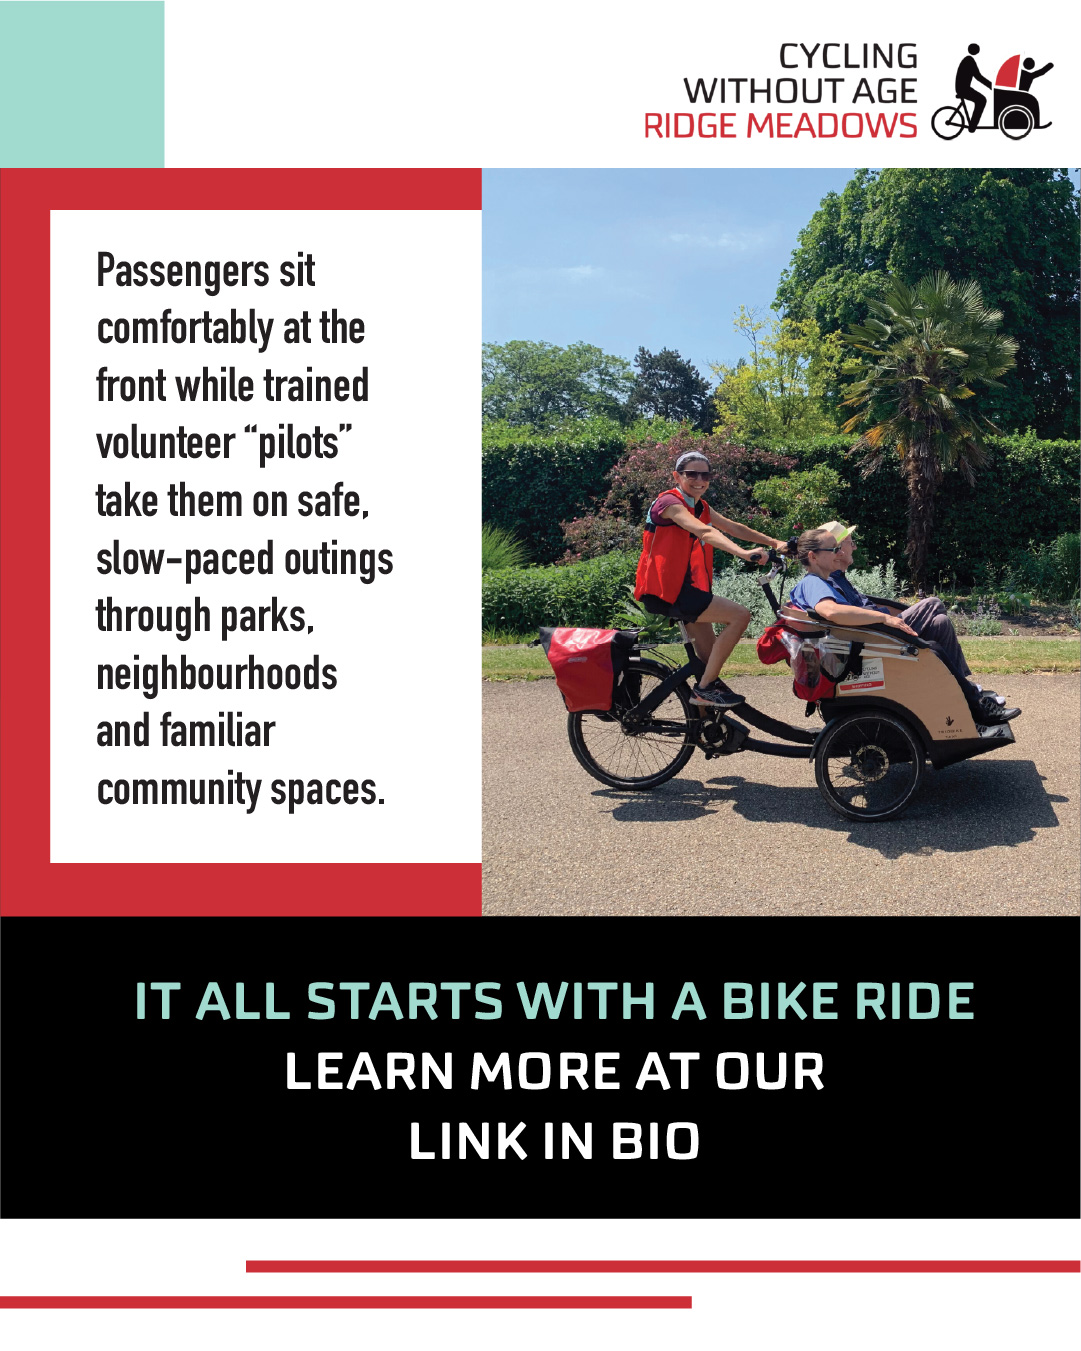 CYCLING
WITHOUT AGE
RIDGE MEADOWS
Passengers sit
comfortably at the
front while trained
volunteer “pilots”
take them on safe,
slow-paced outings
through parks,
neighbourhoods
and familiar
community spaces.
IT ALL STARTS WITH A BIKE RIDE
LEARN MORE AT OUR
LINK IN BIO